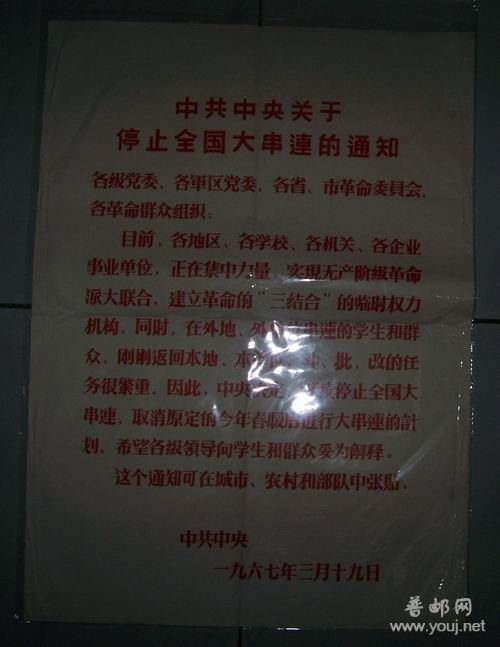 中共中央关于
停止全国大串連的通知
各級党委，各軍区党委，各省、市革命委員会，
各革命群众組织：
目前，各地区、各学校、各机关、各企业
事业单位，正在集中力量，实現无产阶级革命
派大联合，建立革命的“三結合”的临时权力
机构。同时，在外地、外 串連的学生和群
众，刚刚返回本地、本 斗、批、改的任
务很繁重。因此，中央决定， 停止全国大
串連，取消原定的今年春暖后进行大串連的計
划。希望各级领导向学生和群众妥为解释。
这个通知可在城市、农村和部队中张贴。
中共中央
一九六七年三月十九日
普邮网
www.youj.net